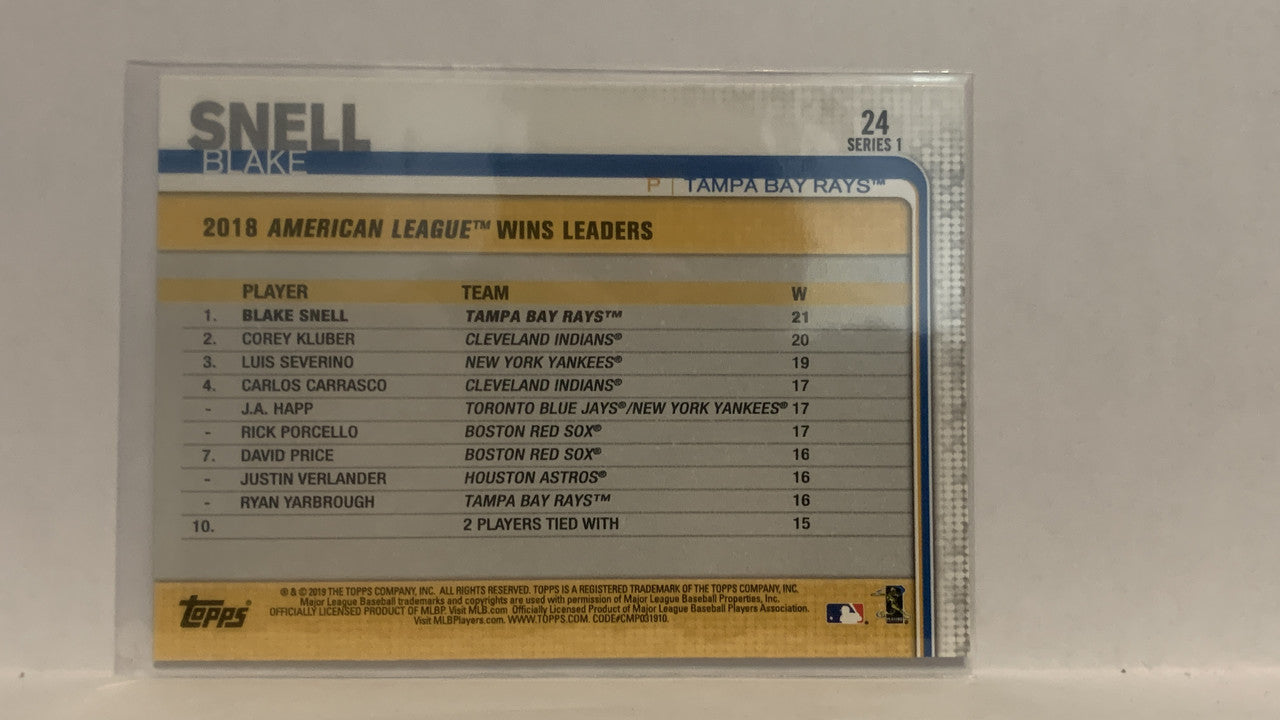 SNELL
BLAKE
24
SERIES 1
P | TAMPA BAY RAYS™
2018 AMERICAN LEAGUE™ WINS LEADERS
PLAYER TEAM W
1. BLAKE SNELL TAMPA BAY RAYS™ 21
2. COREY KLUBER CLEVELAND INDIANS® 20
3. LUIS SEVERINO NEW YORK YANKEES® 19
4. CARLOS CARRASCO CLEVELAND INDIANS® 17
- J.A. HAPP TORONTO BLUE JAYS®/NEW YORK YANKEES® 17
- RICK PORCELLO BOSTON RED SOX® 17
7. DAVID PRICE BOSTON RED SOX® 16
- JUSTIN VERLANDER HOUSTON ASTROS® 16
- RYAN YARBROUGH TAMPA BAY RAYS™ 16
10. 2 PLAYERS TIED WITH 15
topps
® & © 2019 THE TOPPS COMPANY, INC. ALL RIGHTS RESERVED. TOPPS IS A REGISTERED TRADEMARK OF THE TOPPS COMPANY, INC.
Major League Baseball trademarks and copyrights are used with permission of Major League Baseball Properties, Inc.
OFFICIALLY LICENSED PRODUCT OF MLBP. Visit MLB.com Officially Licensed Product of Major League Baseball Players Association.
Visit MLBPlayers.com. WWW.TOPPS.COM. CODE#CMP031910.